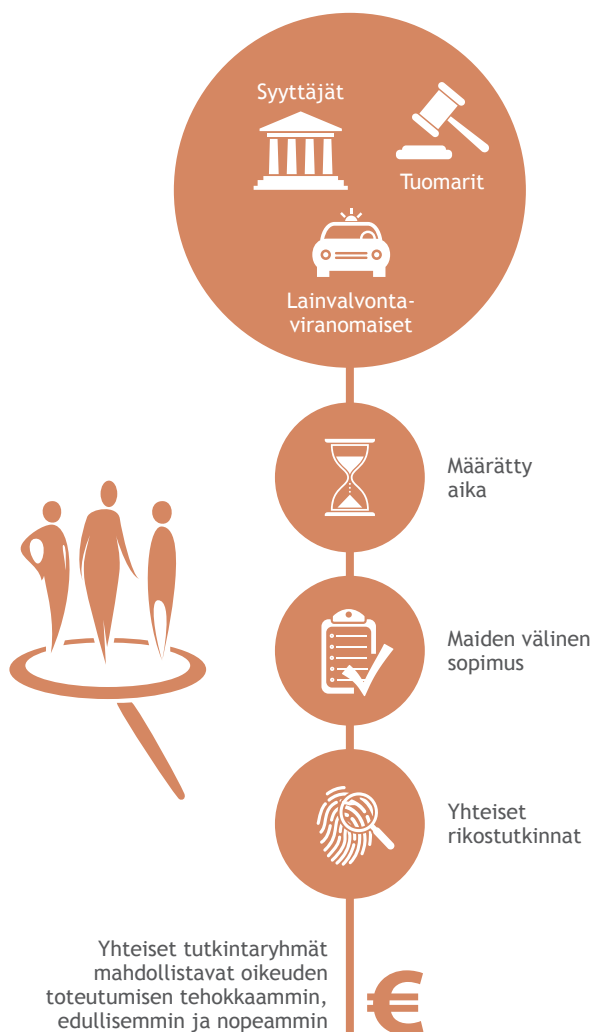 Syyttäjät
Tuomarit
Lainvalvonta-
viranomaiset
Määrätty
aika
Maiden välinen
sopimus
Yhteiset
rikostutkinnat
Yhteiset tutkintaryhmät
mahdollistavat oikeuden
toteutumisen tehokkaammin,
edullisemmin ja nopeammin
€